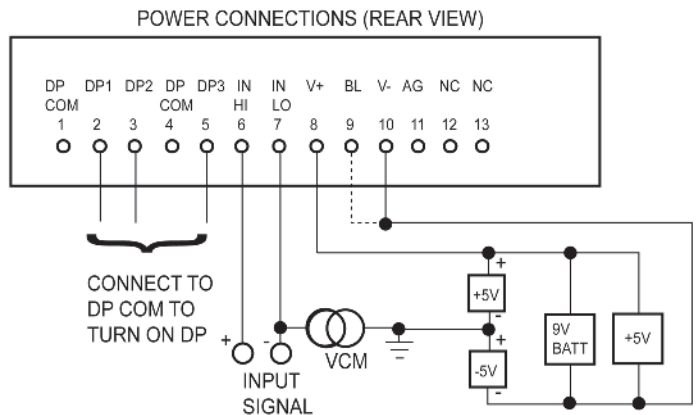 POWER CONNECTIONS (REAR VIEW)
DP COM DP1 DP2 DP COM DP3 IN HI IN LO V+ BL V- AG NC NC
1 2 3 4 5 6 7 8 9 10 11 12 13
CONNECT TO
DP COM TO
TURN ON DP
+ -
INPUT
SIGNAL
VCM
+
+5V
-
+
-5V
-
9V
BATT
+5V